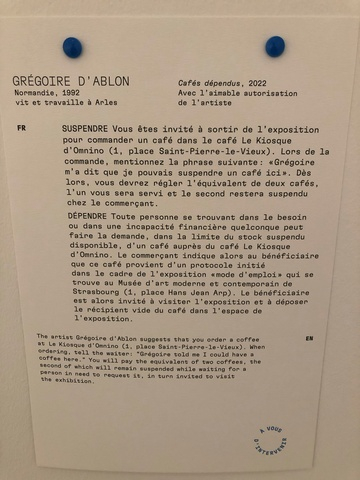 GRÉGOIRE D'ABLON
Normandie, 1992
vit et travaille à Arles
Cafés dépendus, 2022
Avec l'aimable autorisation
de l'artiste
FR
SUSPENDRE Vous êtes invité à sortir de l'exposition
pour commander un café dans le café Le Kiosque
d'Omnino (1, place Saint-Pierre-le-Vieux). Lors de la
commande, mentionnez la phrase suivante : «Grégoire
m'a dit que je pouvais suspendre un café ici». Dès
lors, vous devrez régler l'équivalent de deux cafés,
l'un vous sera servi et le second restera suspendu
chez le commerçant.
DÉPENDRE Toute personne se trouvant dans le besoin
ou dans une incapacité financière quelconque peut
faire la demande, dans la limite du stock suspendu
disponible, d'un café auprès du café Le Kiosque
d'Omnino. Le commerçant indique alors au bénéficiaire
que ce café provient d'un protocole initié
dans le cadre de l'exposition «mode d'emploi» qui se
trouve au Musée d'art moderne et contemporain de
Strasbourg (1, place Hans Jean Arp). Le bénéficiaire
est alors invité à visiter l'exposition et à déposer
le récipient vide du café dans l'espace de
l'exposition.
The artist Grégoire d'Ablon suggests that you order a coffee
at Le Kiosque d'Omnino (1, place Saint-Pierre-le-Vieux). When
ordering, tell the waiter: "Grégoire told me I could have a
coffee here." You will pay the equivalent of two coffees, the
second of which will remain suspended while waiting for a
person in need to request it, in turn invited to visit
the exhibition.
EN
À VOUS
D'INTERVENIR